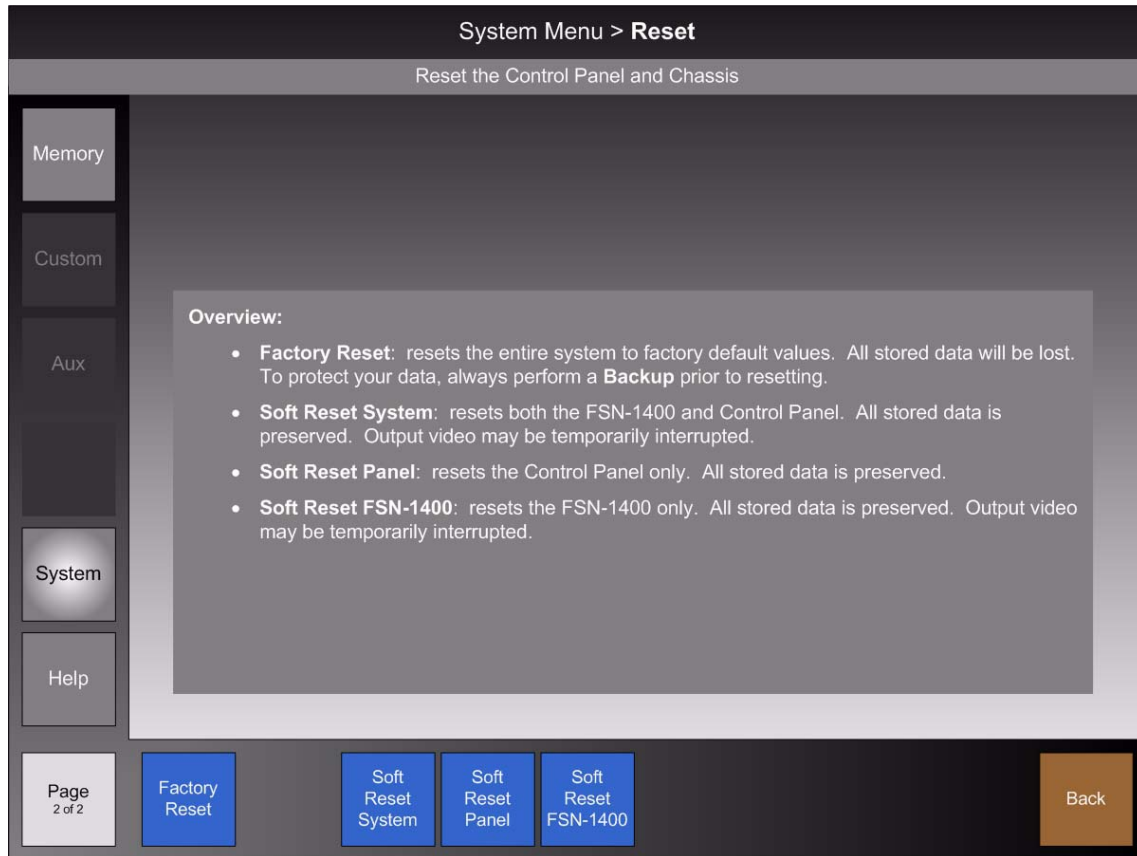 System Menu > Reset
Reset the Control Panel and Chassis
Memory
Custom
Aux
System
Help
Overview:
• Factory Reset: resets the entire system to factory default values. All stored data will be lost.
To protect your data, always perform a Backup prior to resetting.
• Soft Reset System: resets both the FSN-1400 and Control Panel. All stored data is
preserved. Output video may be temporarily interrupted.
• Soft Reset Panel: resets the Control Panel only. All stored data is preserved.
• Soft Reset FSN-1400: resets the FSN-1400 only. All stored data is preserved. Output video
may be temporarily interrupted.
Page
2 of 2
Factory
Reset
Soft
Reset
System
Soft
Reset
Panel
Soft
Reset
FSN-1400
Back